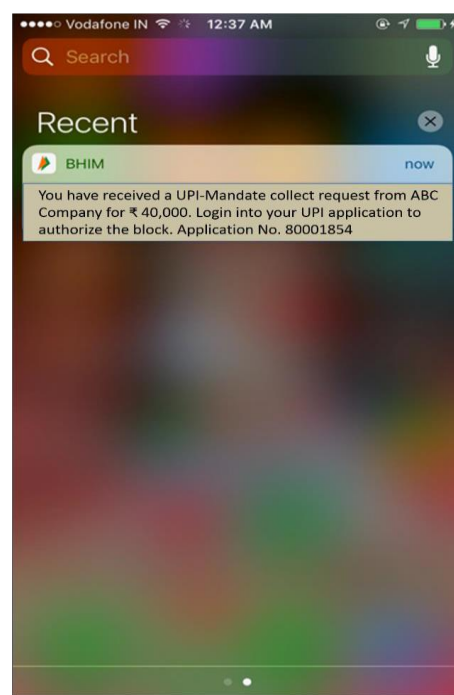 Vodafone IN 12:37 AM
Search
Recent
BHIM now
You have received a UPI-Mandate collect request from ABC
Company for ₹ 40,000. Login into your UPI application to
authorize the block. Application No. 80001854